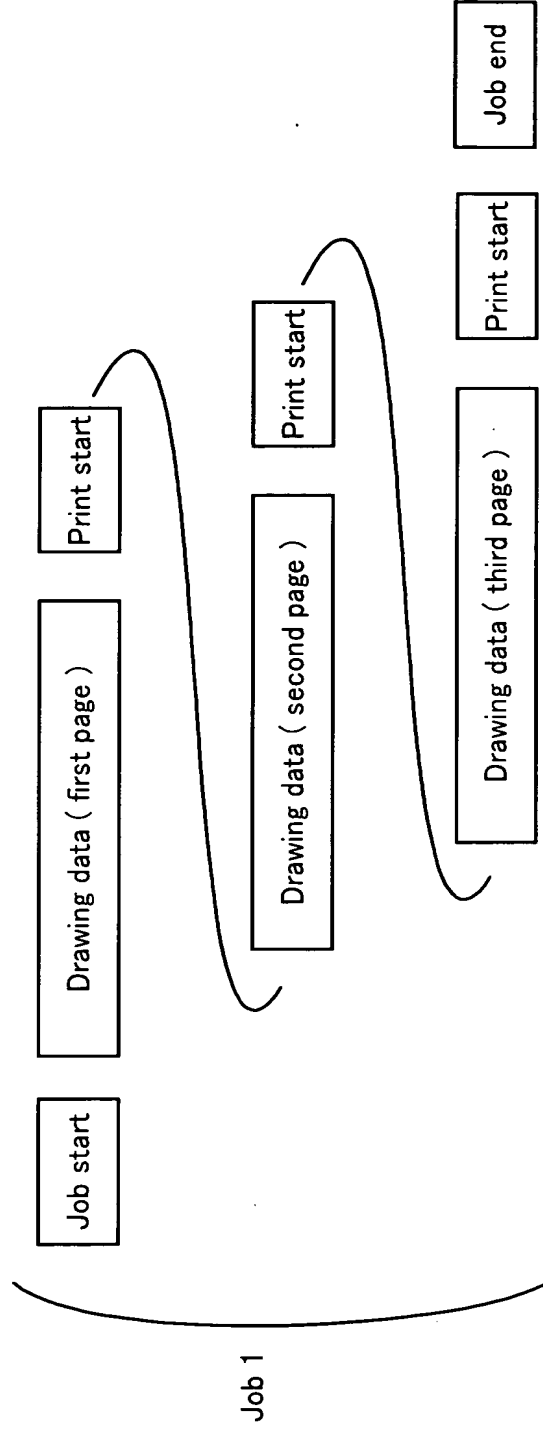 Job 1
Job start
Drawing data ( first page )
Print start
Drawing data ( second page )
Print start
Drawing data ( third page )
Print start
Job end